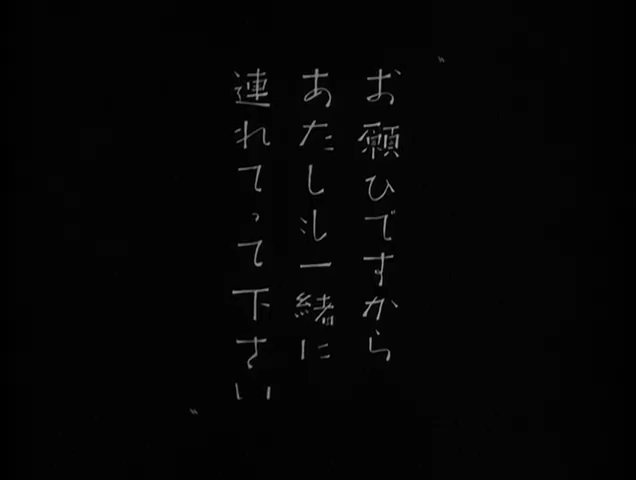 〝お願ひですから
あたしも一緒に
連れてって下さい〟